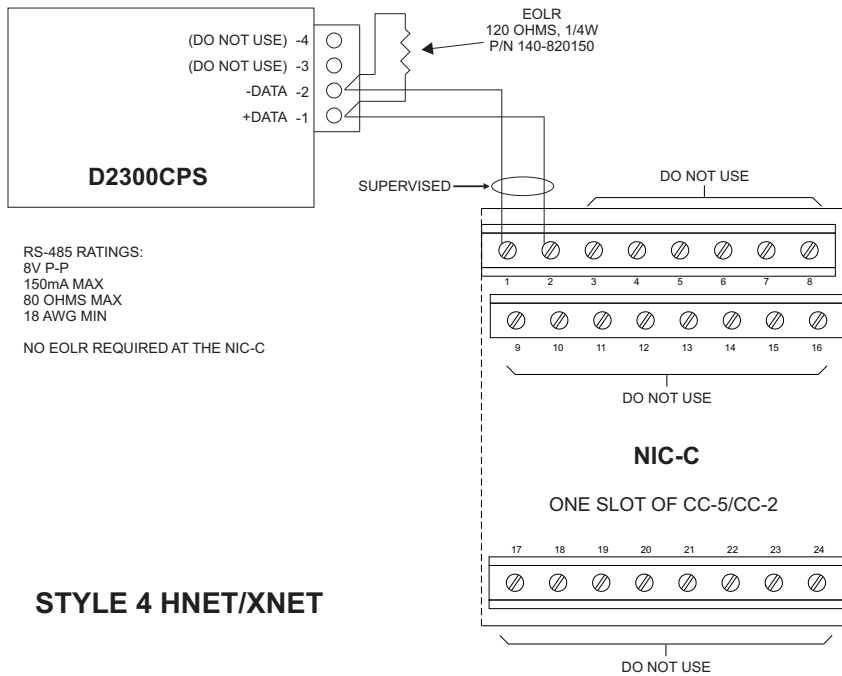 EOLR
120 OHMS, 1/4W
P/N 140-820150
(DO NOT USE) -4
(DO NOT USE) -3
-DATA -2
+DATA -1
D2300CPS
SUPERVISED
DO NOT USE
RS-485 RATINGS:
8V P-P
150mA MAX
80 OHMS MAX
18 AWG MIN
NO EOLR REQUIRED AT THE NIC-C
1 2 3 4 5 6 7 8
9 10 11 12 13 14 15 16
DO NOT USE
NIC-C
ONE SLOT OF CC-5/CC-2
17 18 19 20 21 22 23 24
STYLE 4 HNET/XNET
DO NOT USE